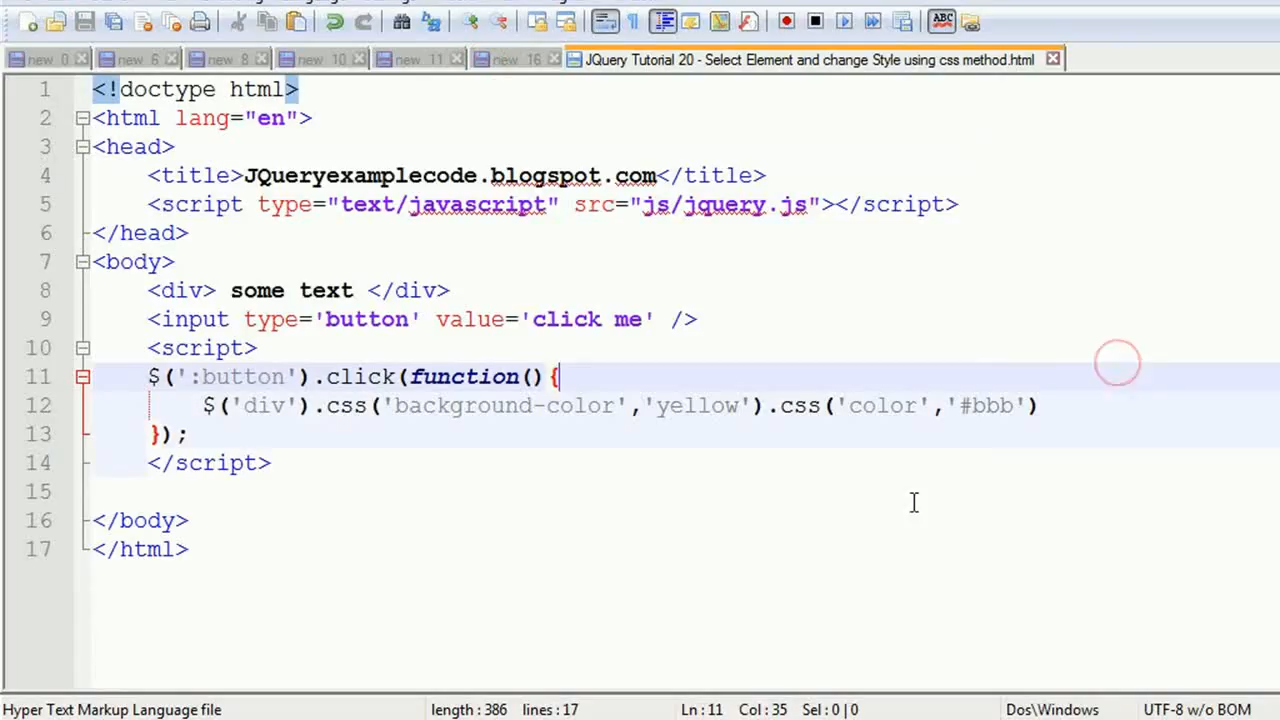 new 0 new 6 new 8 new 10 new 11 new 16 JQuery Tutorial 20 - Select Element and change Style using css method.html
1 <!doctype html>
2 <html lang="en">
3 <head>
4 <title>JQueryexamplecode.blogspot.com</title>
5 <script type="text/javascript" src="js/jquery.js"></script>
6 </head>
7 <body>
8 <div> some text </div>
9 <input type='button' value='click me' />
10 <script>
11 $(':button').click(function(){
12 $('div').css('background-color','yellow').css('color','#bbb')
13 });
14 </script>
15
16 </body>
17 </html>
Hyper Text Markup Language file length : 386 lines : 17 Ln : 11 Col : 35 Sel : 0 | 0 Dos\Windows UTF-8 w/o BOM